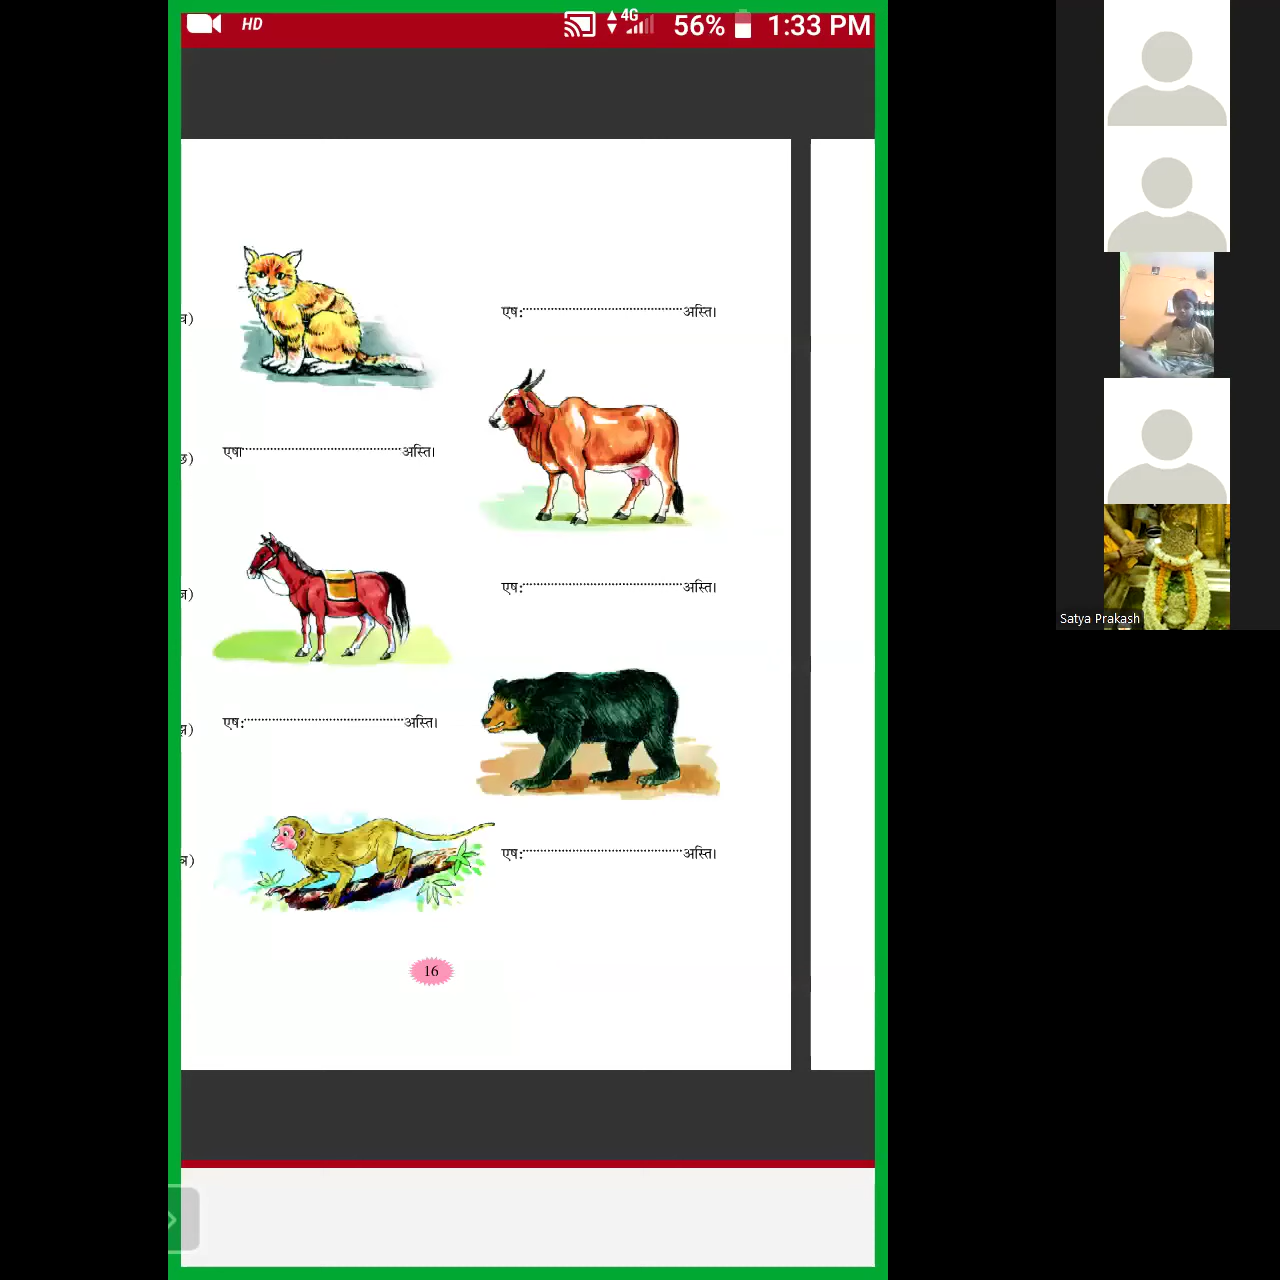 HD 4G 56% 1:33 PM
च)
एषः अस्ति।
एषा अस्ति।
छ)
एषः अस्ति।
ज)
एषः अस्ति।
झ)
एषः अस्ति।
ञ)
16
Satya Prakash